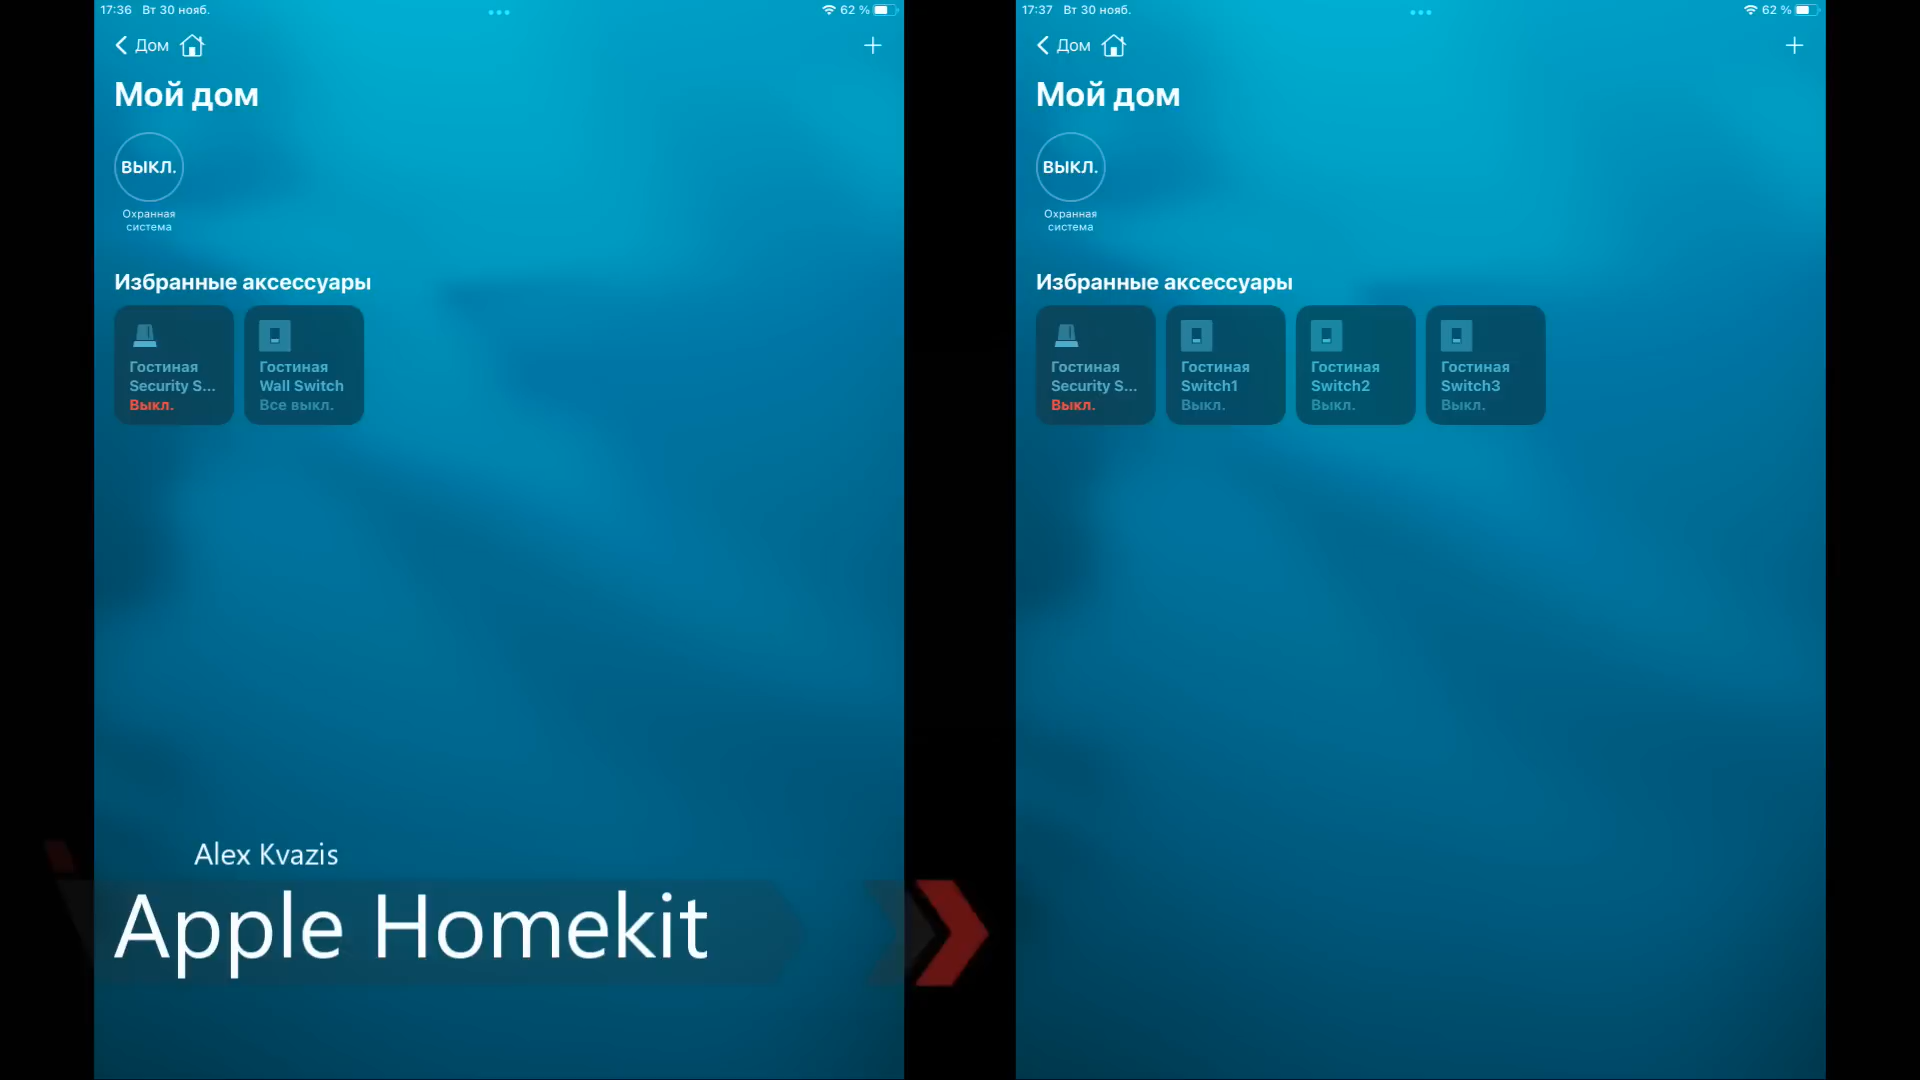 17:36 Вт 30 нояб.
62 %
Дом
Мой дом
ВЫКЛ.
Охранная
система
Избранные аксессуары
Гостиная
Security S...
Выкл.
Гостиная
Wall Switch
Все выкл.
Alex Kvazis
Apple Homekit
17:37 Вт 30 нояб.
62 %
Дом
Мой дом
ВЫКЛ.
Охранная
система
Избранные аксессуары
Гостиная
Security S...
Выкл.
Гостиная
Switch1
Выкл.
Гостиная
Switch2
Выкл.
Гостиная
Switch3
Выкл.